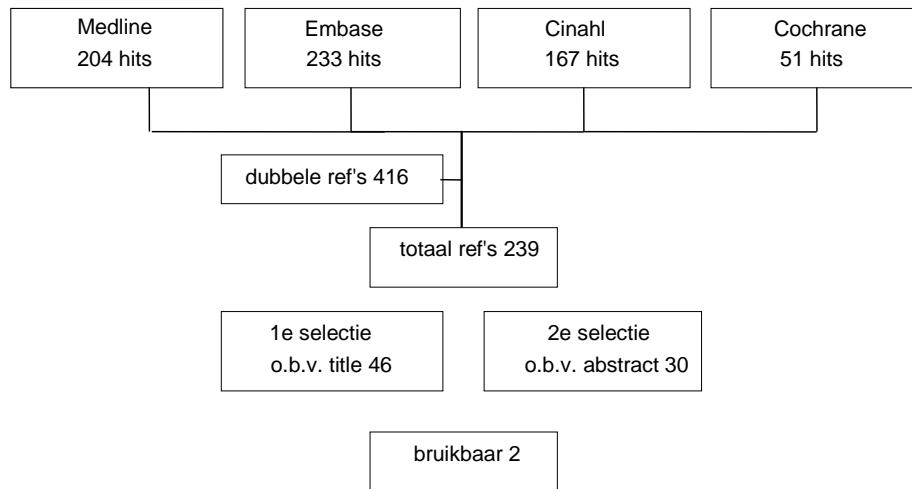 Medline
204 hits
Embase
233 hits
Cinahl
167 hits
Cochrane
51 hits
dubbele ref's 416
totaal ref's 239
1e selectie
o.b.v. title 46
2e selectie
o.b.v. abstract 30
bruikbaar 2